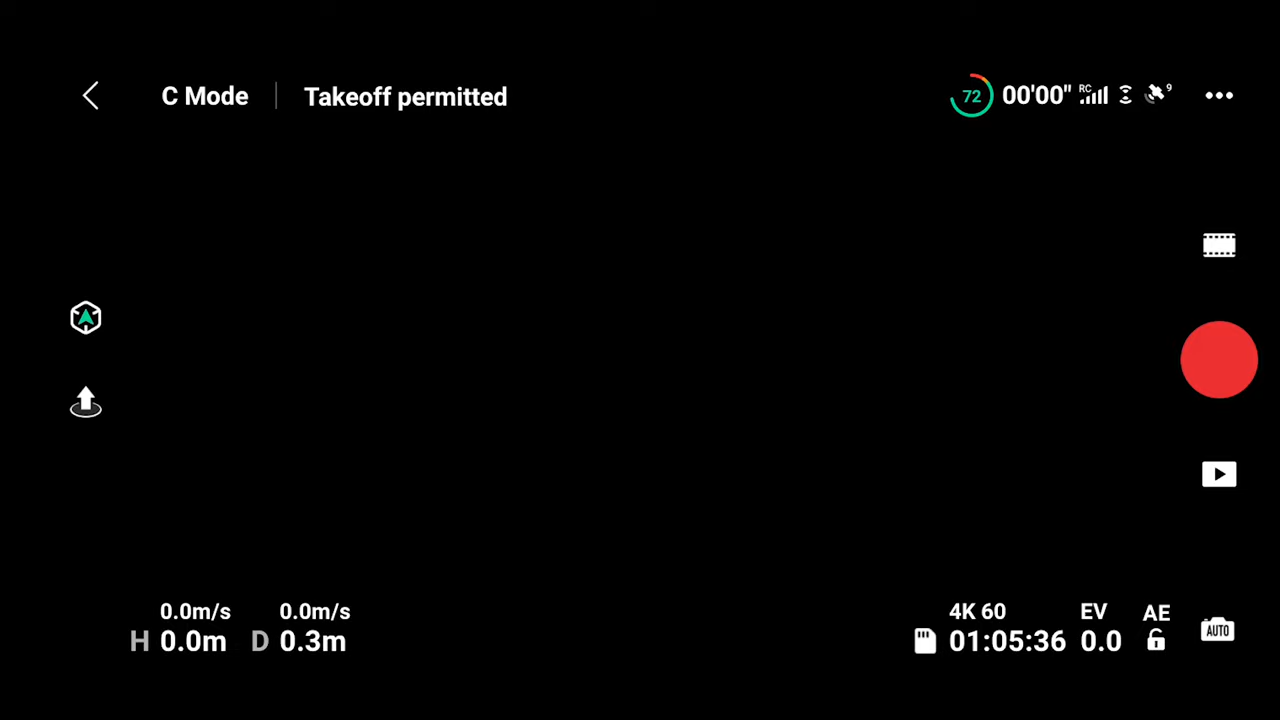 C Mode Takeoff permitted 72 00'00" RC 9
0.0m/s 0.0m/s 4K 60 EV AE
H 0.0m D 0.3m 01:05:36 0.0 AUTO